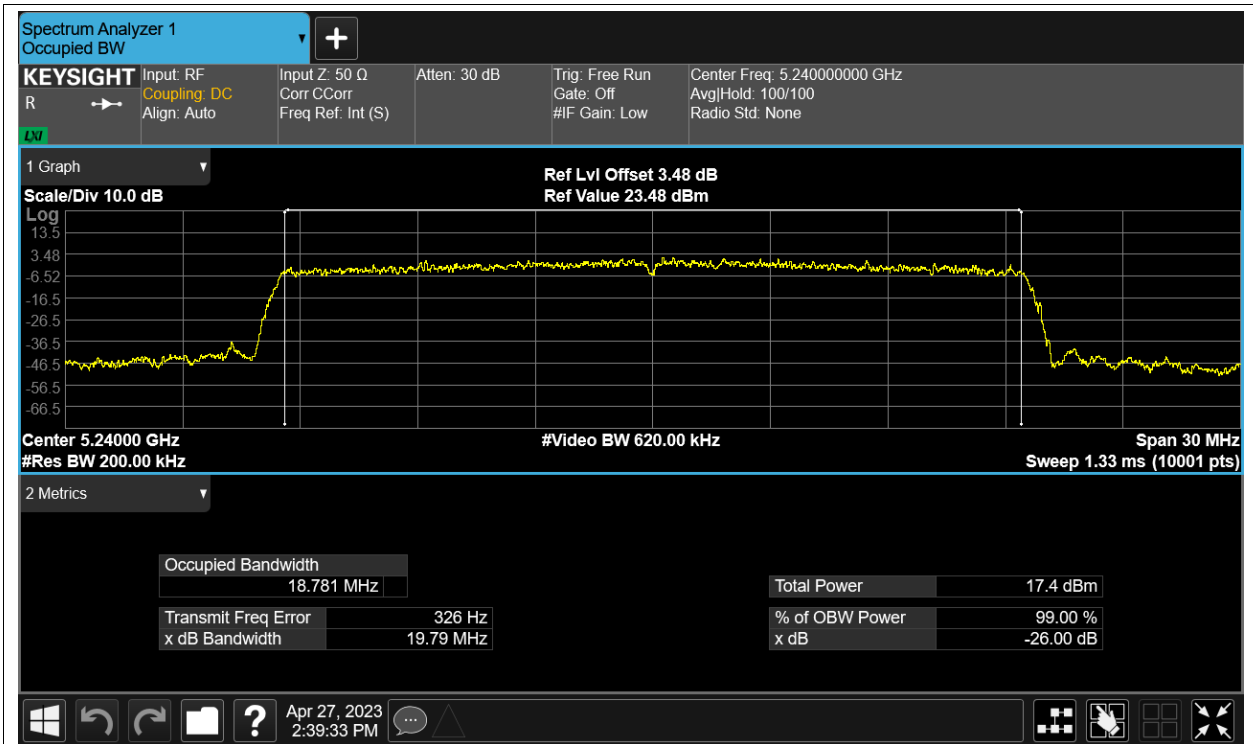 Spectrum Analyzer 1
Occupied BW
KEYSIGHT
R
LXI
Input: RF
Coupling: DC
Align: Auto
Input Z: 50 Ω
Corr CCorr
Freq Ref: Int (S)
Atten: 30 dB
Trig: Free Run
Gate: Off
#IF Gain: Low
Center Freq: 5.240000000 GHz
Avg|Hold: 100/100
Radio Std: None
1 Graph
Scale/Div 10.0 dB
Ref Lvl Offset 3.48 dB
Ref Value 23.48 dBm
Log
13.5
3.48
-6.52
-16.5
-26.5
-36.5
-46.5
-56.5
-66.5
Center 5.24000 GHz
#Video BW 620.00 kHz
Span 30 MHz
#Res BW 200.00 kHz
Sweep 1.33 ms (10001 pts)
2 Metrics
Occupied Bandwidth
18.781 MHz
Total Power 17.4 dBm
Transmit Freq Error 326 Hz
% of OBW Power 99.00 %
x dB Bandwidth 19.79 MHz
x dB -26.00 dB
Apr 27, 2023
2:39:33 PM